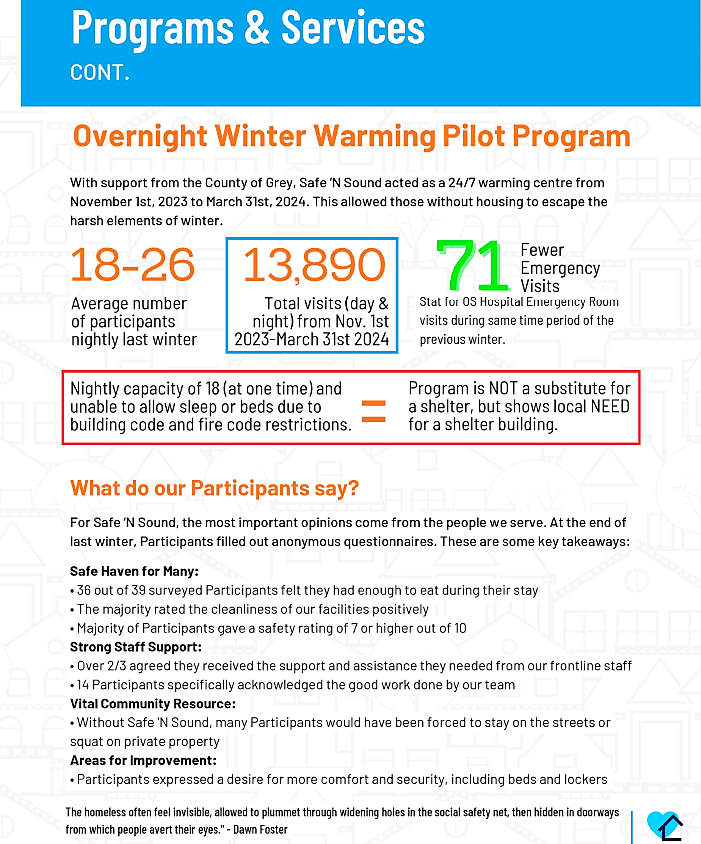 Programs & Services
CONT.
Overnight Winter Warming Pilot Program
With support from the County of Grey, Safe ‘N Sound acted as a 24/7 warming centre from
November 1st, 2023 to March 31st, 2024. This allowed those without housing to escape the
harsh elements of winter.
18-26
Average number
of participants
nightly last winter
13,890
Total visits (day &
night) from Nov. 1st
2023-March 31st 2024
71
Fewer
Emergency
Visits
Stat for OS Hospital Emergency Room
visits during same time period of the
previous winter.
Nightly capacity of 18 (at one time) and
unable to allow sleep or beds due to
building code and fire code restrictions.
=
Program is NOT a substitute for
a shelter, but shows local NEED
for a shelter building.
What do our Participants say?
For Safe ‘N Sound, the most important opinions come from the people we serve. At the end of
last winter, Participants filled out anonymous questionnaires. These are some key takeaways:
Safe Haven for Many:
• 36 out of 39 surveyed Participants felt they had enough to eat during their stay
• The majority rated the cleanliness of our facilities positively
• Majority of Participants gave a safety rating of 7 or higher out of 10
Strong Staff Support:
• Over 2/3 agreed they received the support and assistance they needed from our frontline staff
• 14 Participants specifically acknowledged the good work done by our team
Vital Community Resource:
• Without Safe 'N Sound, many Participants would have been forced to stay on the streets or
squat on private property
Areas for Improvement:
• Participants expressed a desire for more comfort and security, including beds and lockers
The homeless often feel invisible, allowed to plummet through widening holes in the social safety net, then hidden in doorways
from which people avert their eyes." - Dawn Foster